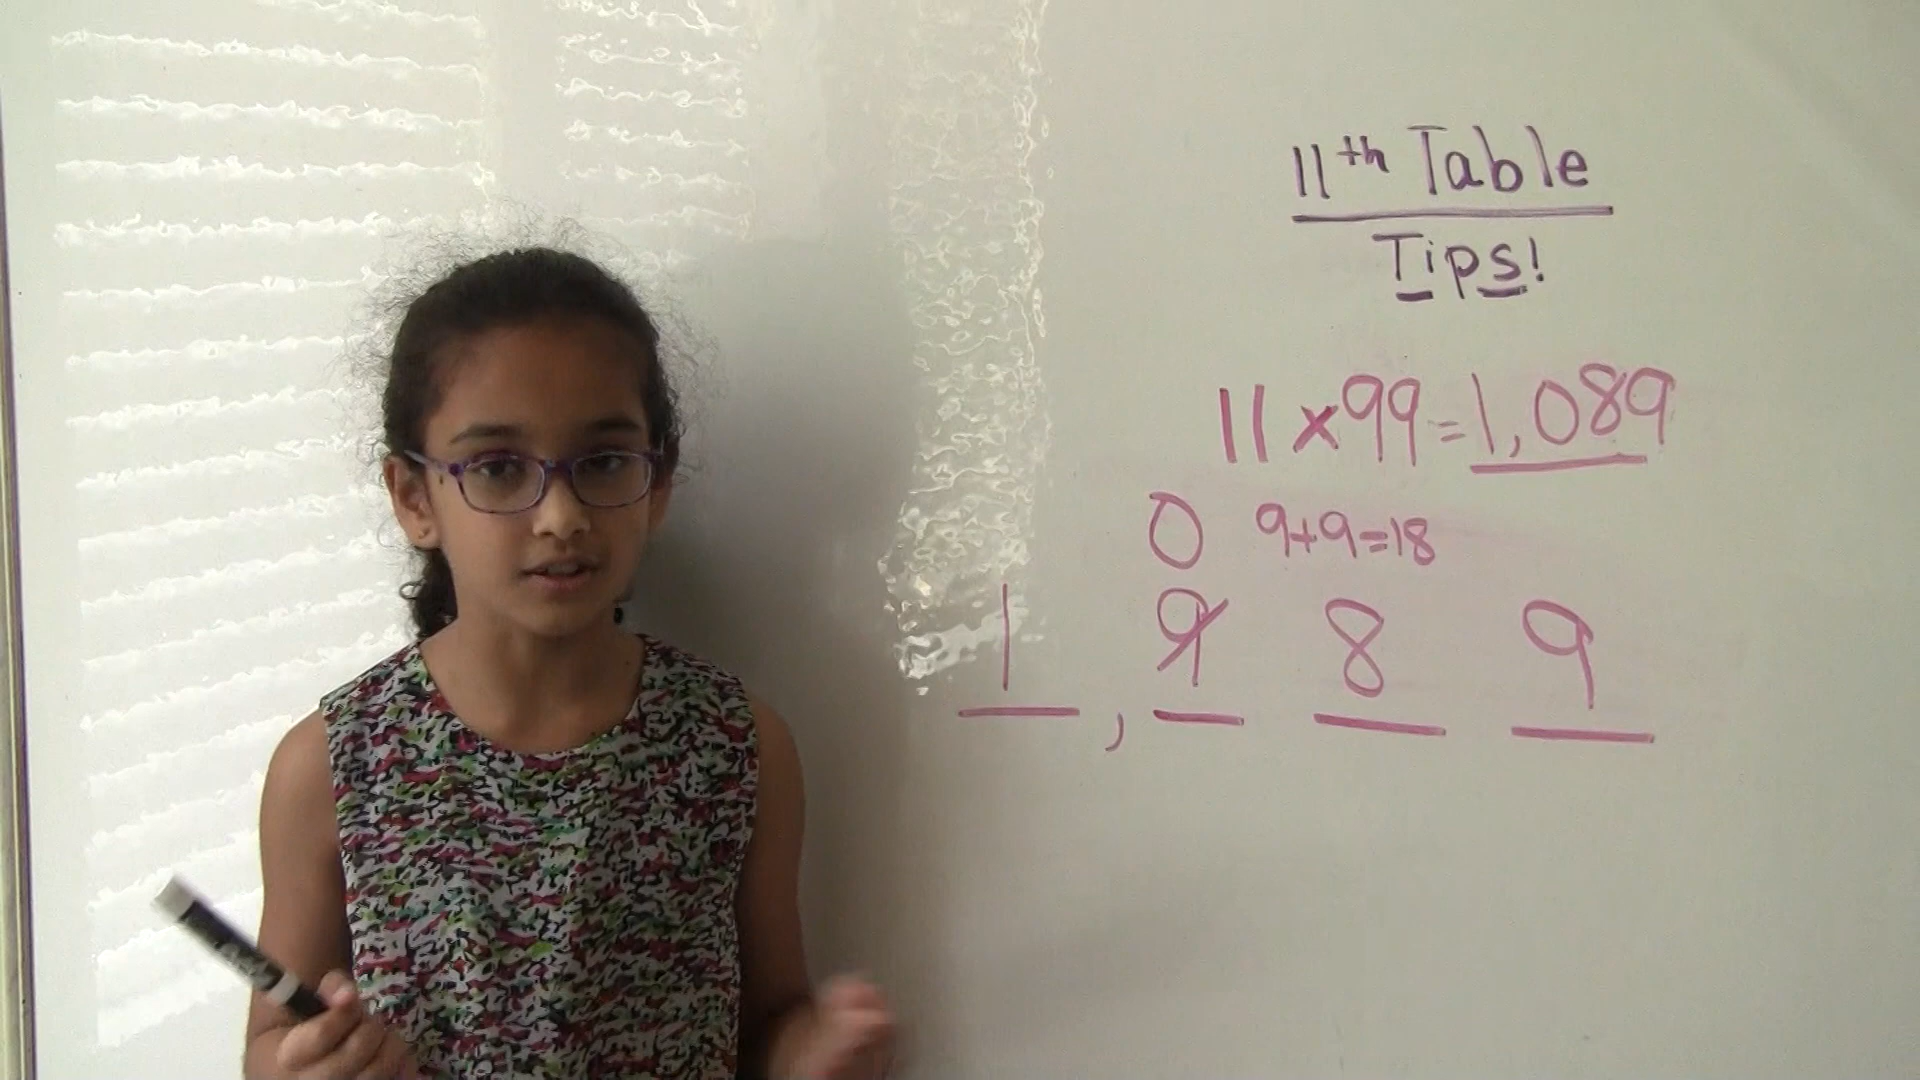 11th Table
Tips!
11 × 99 = 1,089
0 9+9=18
1, 9 8 9